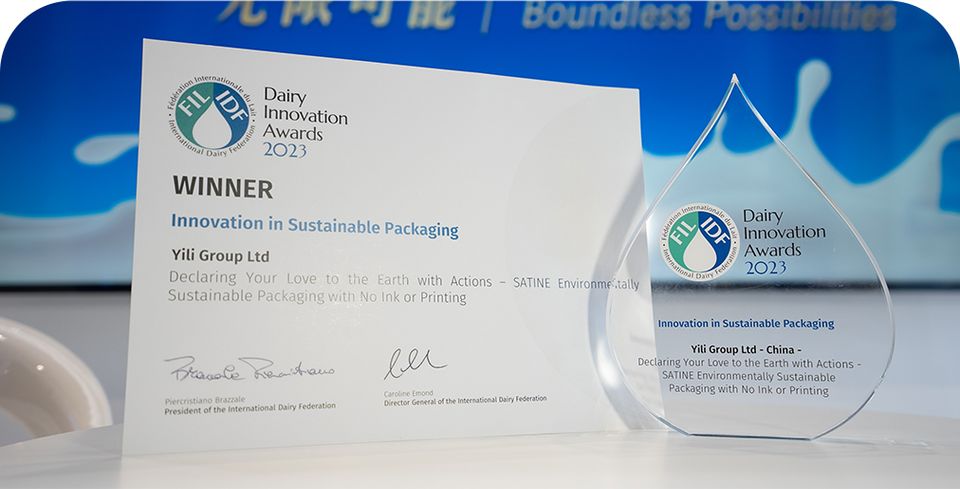 无限可能 | Boundless Possibilities
Fédération Internationale du Lait
FIL IDF
International Dairy Federation
Dairy
Innovation
Awards
2023
WINNER
Innovation in Sustainable Packaging
Yili Group Ltd
Declaring Your Love to the Earth with Actions – SATINE Environmentally
Sustainable Packaging with No Ink or Printing
Piercristiano Brazzale
President of the International Dairy Federation
Caroline Emond
Director General of the International Dairy Federation
Fédération Internationale du Lait
FIL IDF
International Dairy Federation
Dairy
Innovation
Awards
2023
Innovation in Sustainable Packaging
Yili Group Ltd - China -
Declaring Your Love to the Earth with Actions -
SATINE Environmentally Sustainable
Packaging with No Ink or Printing